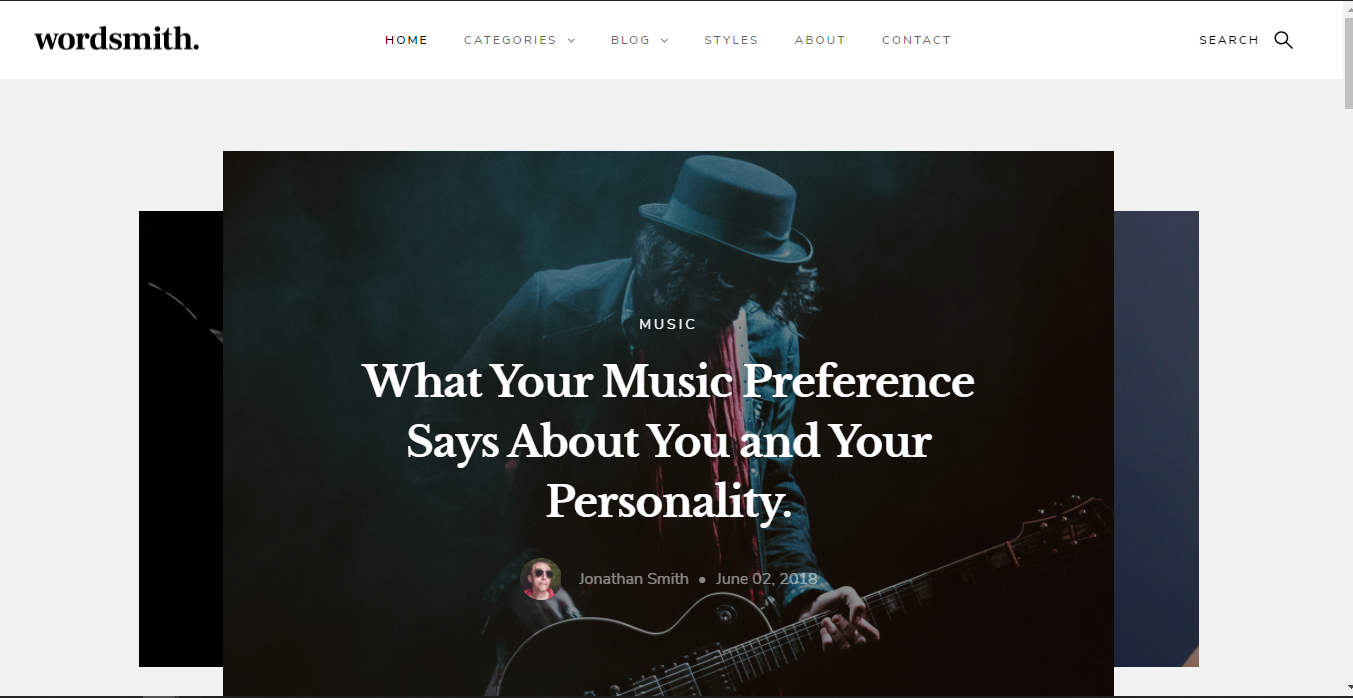 wordsmith.
HOME CATEGORIES BLOG STYLES ABOUT CONTACT SEARCH
MUSIC
What Your Music Preference
Says About You and Your
Personality.
Jonathan Smith • June 02, 2018